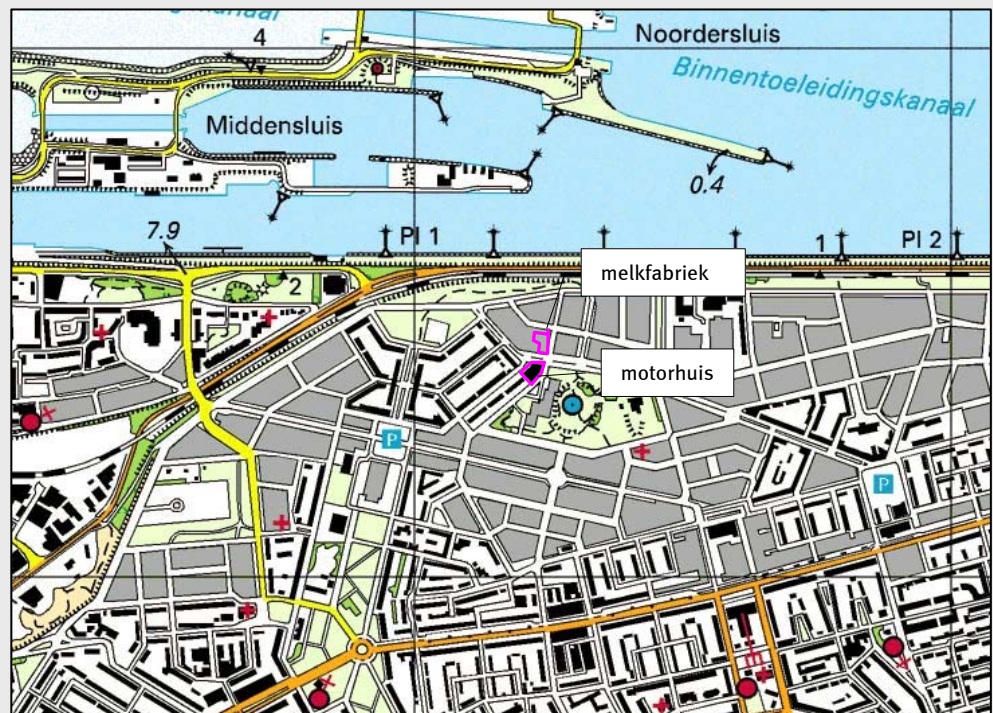 4
Noordersluis
Binnentoeleidingskanaal
Middensluis
0.4
7.9
Pl 1
1
Pl 2
melkfabriek
2
motorhuis
P
P